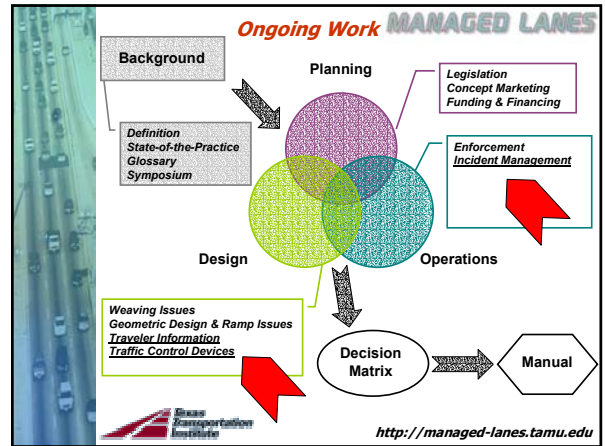 Ongoing Work MANAGED LANES
Background
Planning
Legislation
Concept Marketing
Funding & Financing
Definition
State-of-the-Practice
Glossary
Symposium
Enforcement
Incident Management
Design
Operations
Weaving Issues
Geometric Design & Ramp Issues
Traveler Information
Traffic Control Devices
Decision
Matrix
Manual
Texas
Transportation
Institute
http://managed-lanes.tamu.edu